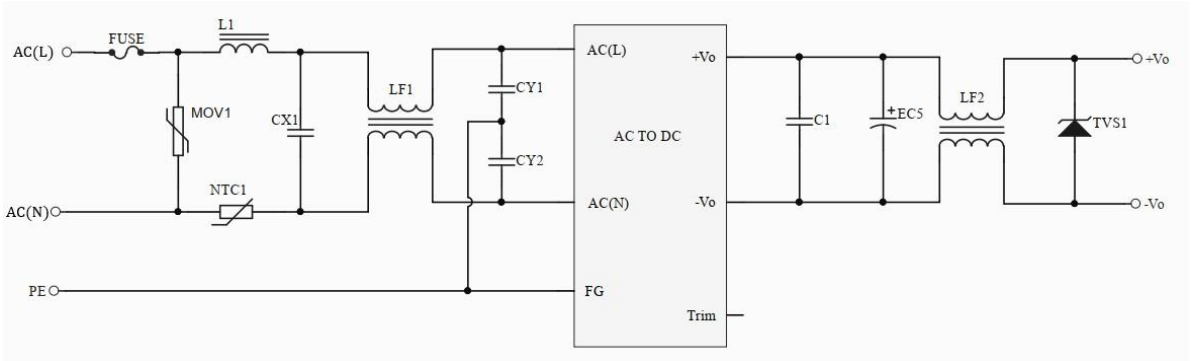 L1
FUSE
AC(L)
AC(L)
+Vo
+Vo
MOV1
CX1
LF1
CY1
C1
+
EC5
LF2
TVS1
AC TO DC
CY2
NTC1
AC(N)
AC(N)
-Vo
-Vo
PE
FG
Trim